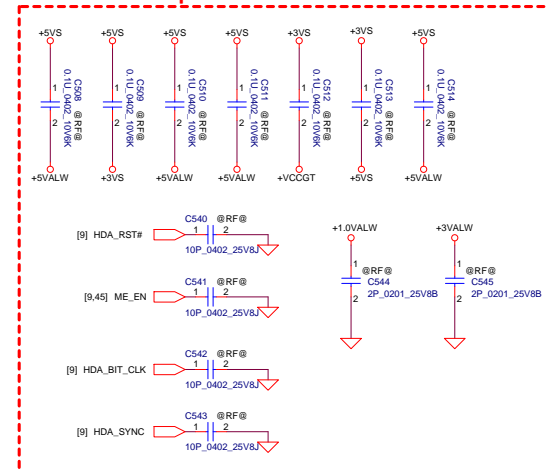 +5VS +5VS +5VS +5VS +3VS +3VS +5VS
1 1 1 1 1 1 1
C508
0.1U_0402_10V6K
@RF@
C509
0.1U_0402_10V6K
@RF@
C510
0.1U_0402_10V6K
@RF@
C511
0.1U_0402_10V6K
@RF@
C512
0.1U_0402_10V6K
@RF@
C513
0.1U_0402_10V6K
@RF@
C514
0.1U_0402_10V6K
@RF@
2 2 2 2 2 2 2
+5VALW +3VS +5VALW +5VALW +VCCGT +5VS +5VALW
C540 @RF@
[9] HDA_RST# 1 2
10P_0402_25V8J
C541 @RF@
[9,45] ME_EN 1 2
10P_0402_25V8J
C542 @RF@
[9] HDA_BIT_CLK 1 2
10P_0402_25V8J
C543 @RF@
[9] HDA_SYNC 1 2
10P_0402_25V8J
+1.0VALW +3VALW
1 1
@RF@ @RF@
C544 C545
2 2P_0201_25V8B 2 2P_0201_25V8B